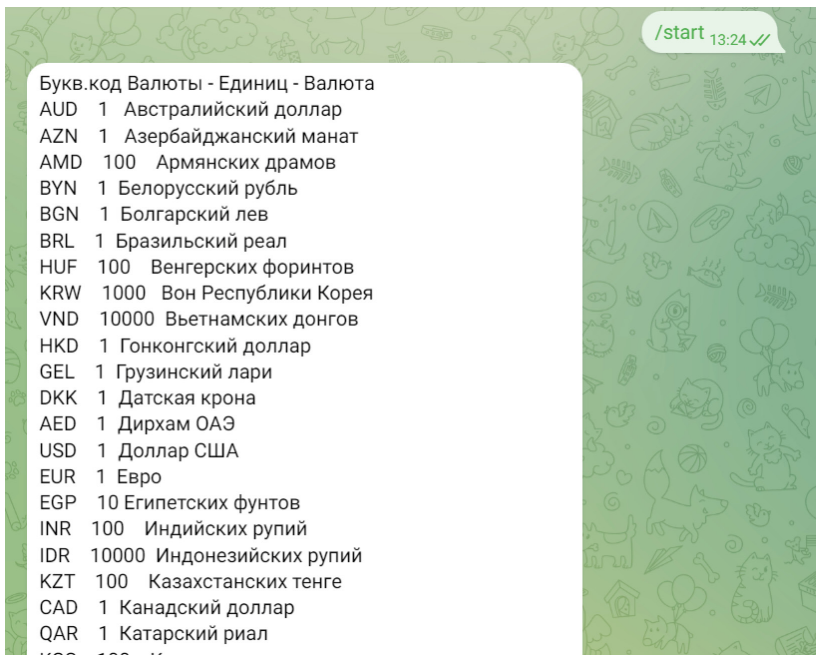 /start 13:24
Букв.код Валюты - Единиц - Валюта
AUD 1 Австралийский доллар
AZN 1 Азербайджанский манат
AMD 100 Армянских драмов
BYN 1 Белорусский рубль
BGN 1 Болгарский лев
BRL 1 Бразильский реал
HUF 100 Венгерских форинтов
KRW 1000 Вон Республики Корея
VND 10000 Вьетнамских донгов
HKD 1 Гонконгский доллар
GEL 1 Грузинский лари
DKK 1 Датская крона
AED 1 Дирхам ОАЭ
USD 1 Доллар США
EUR 1 Евро
EGP 10 Египетских фунтов
INR 100 Индийских рупий
IDR 10000 Индонезийских рупий
KZT 100 Казахстанских тенге
CAD 1 Канадский доллар
QAR 1 Катарский риал